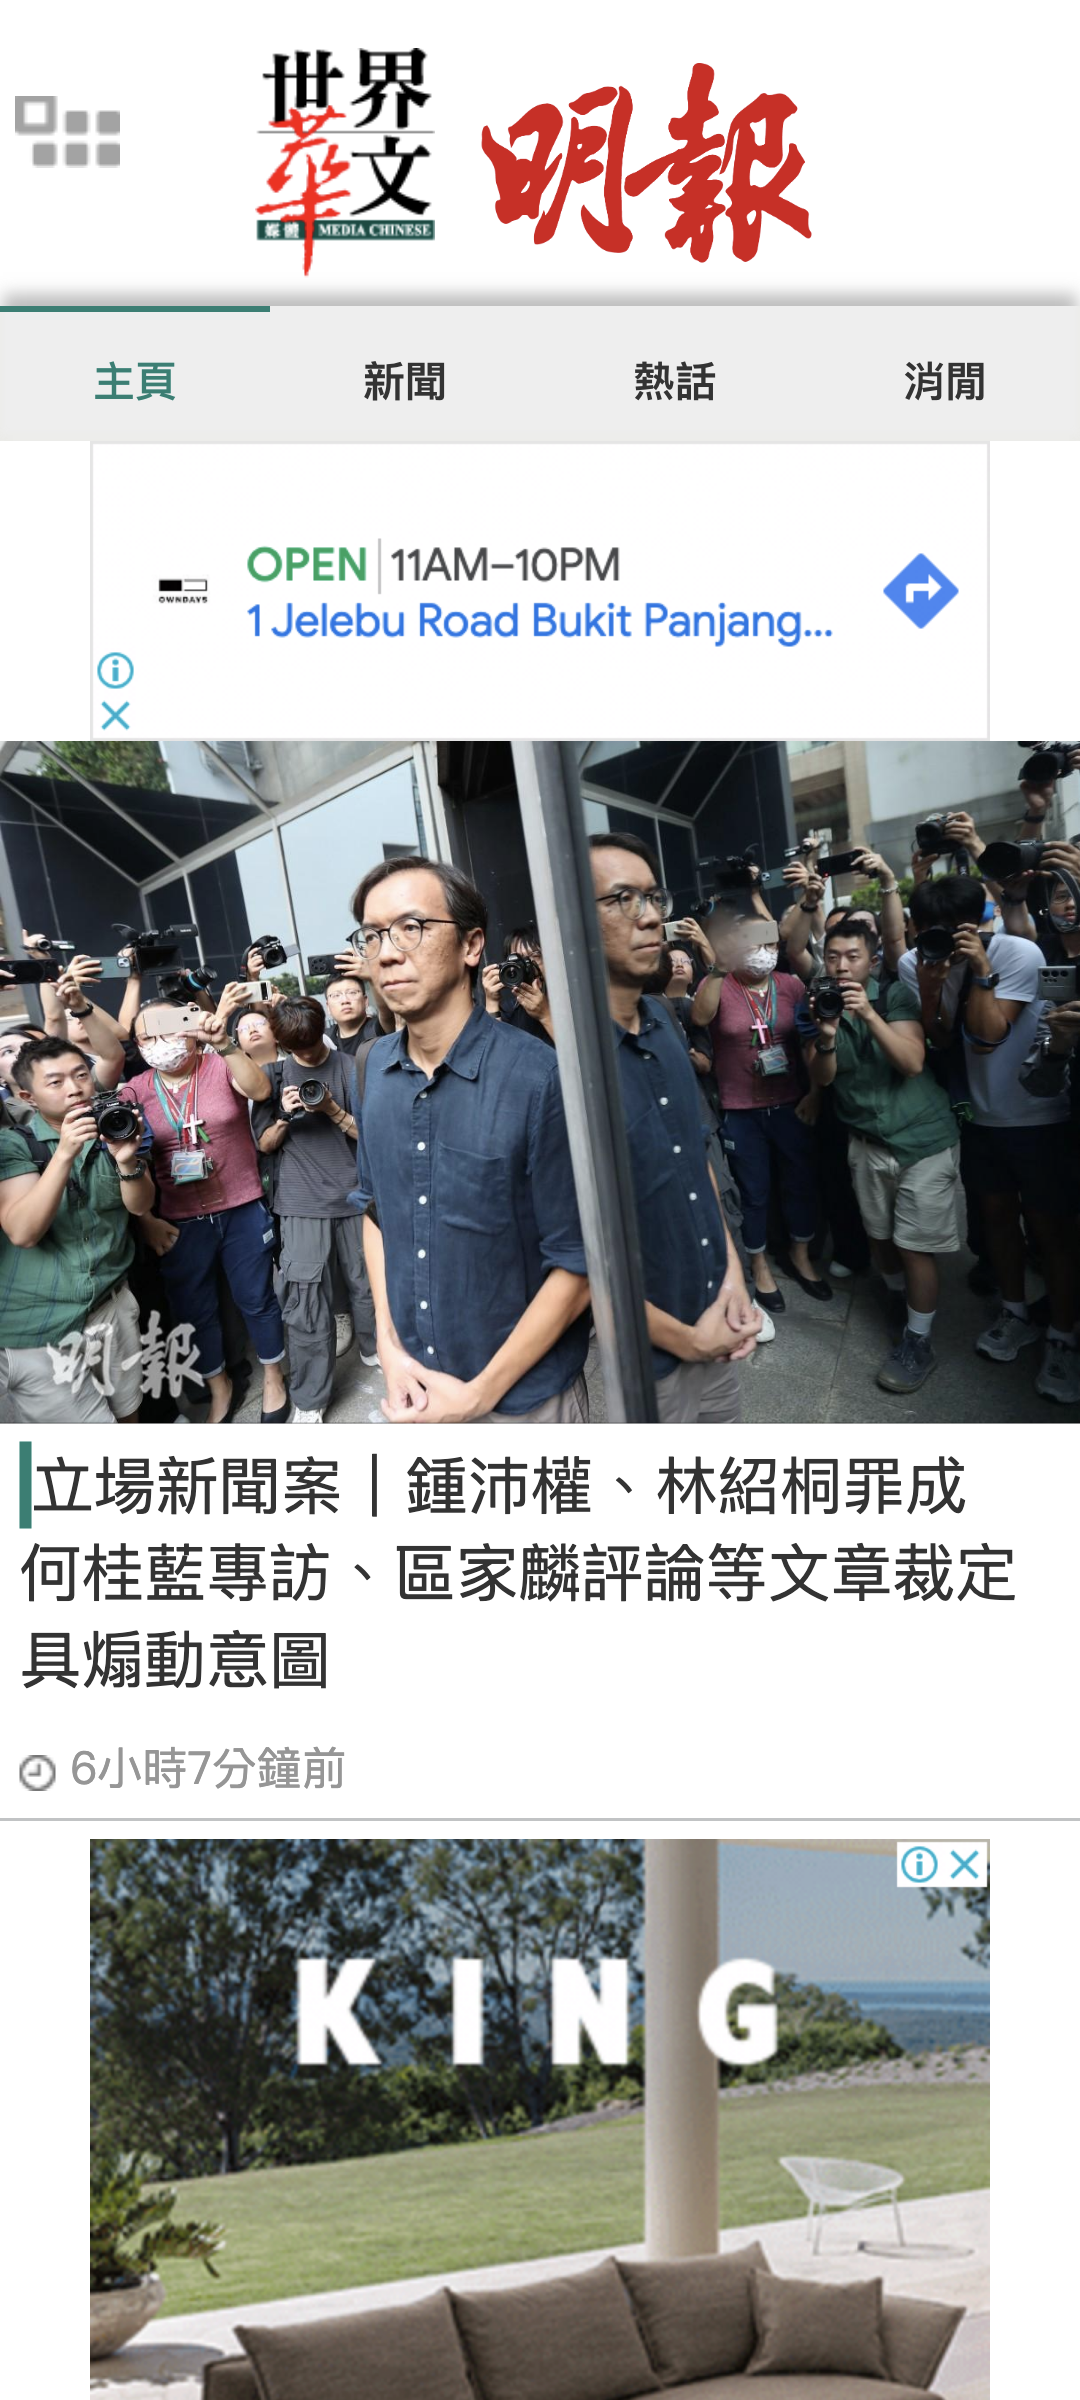 世界
華文
媒體 MEDIA CHINESE
明報
主頁 新聞 熱話 消閒
OWNDAYS
OPEN 11AM–10PM
1 Jelebu Road Bukit Panjang...
明報
立場新聞案｜鍾沛權、林紹桐罪成
何桂藍專訪、區家麟評論等文章裁定
具煽動意圖
6小時7分鐘前
KING